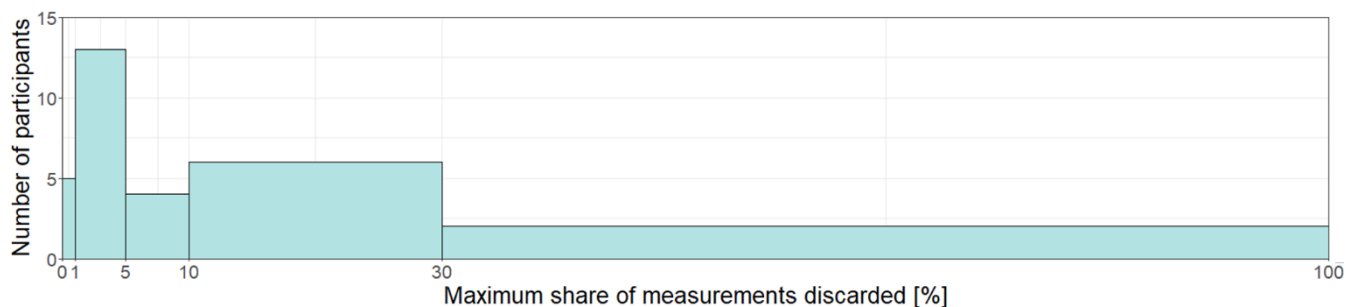 Number of participants
15
10
5
0
0 1 5 10 30 100
Maximum share of measurements discarded [%]